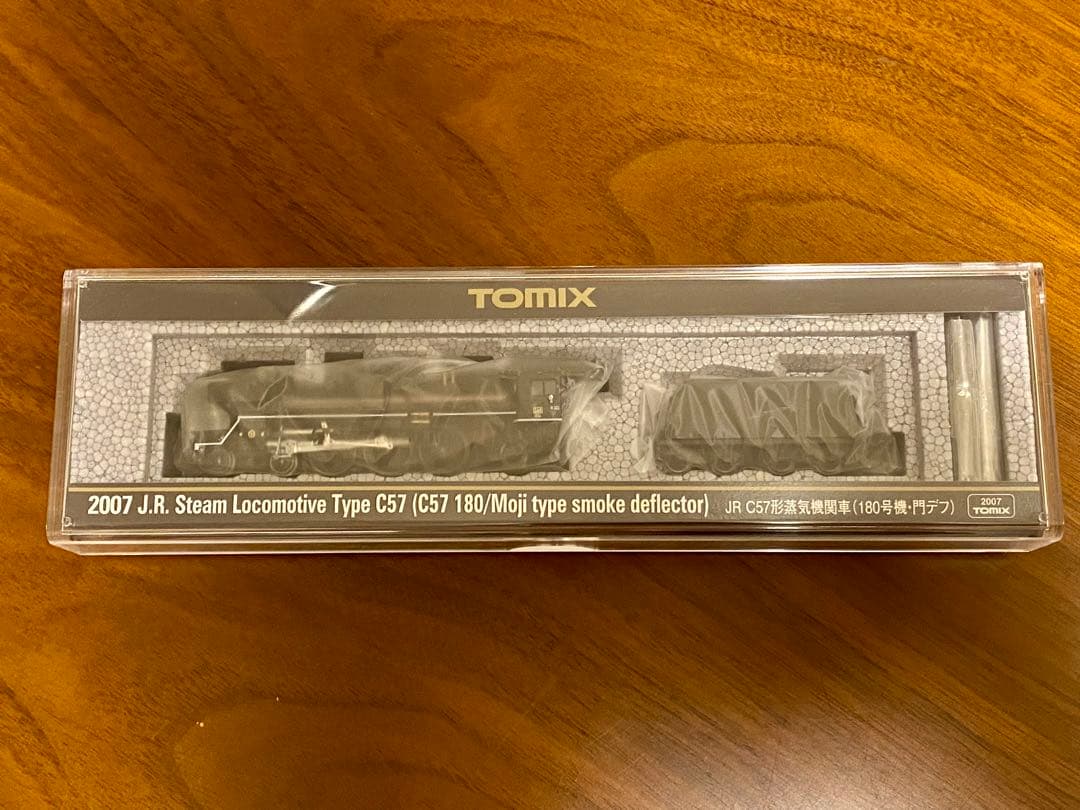 TOMIX
2007 J.R. Steam Locomotive Type C57 (C57 180/Moji type smoke deflector) JR C57形蒸気機関車(180号機・門デフ) 2007 TOMIX